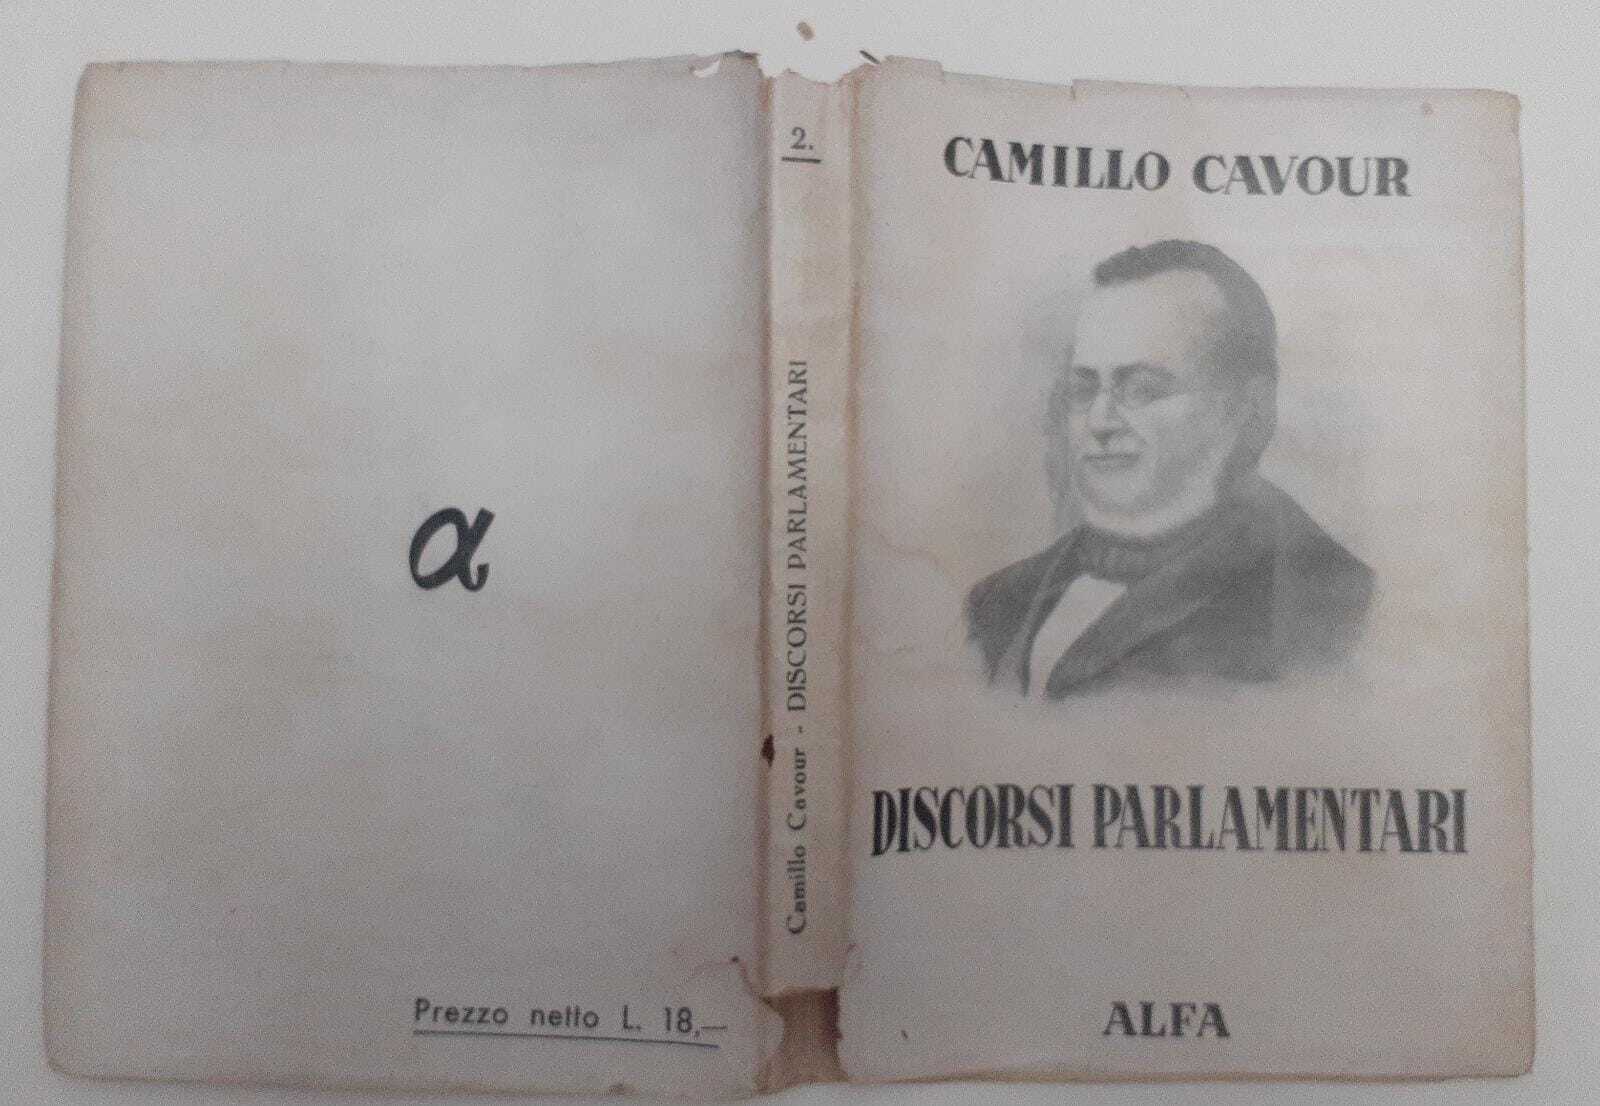 α
Prezzo netto L. 18,—
2.
Camillo Cavour - DISCORSI PARLAMENTARI
CAMILLO CAVOUR
DISCORSI PARLAMENTARI
ALFA